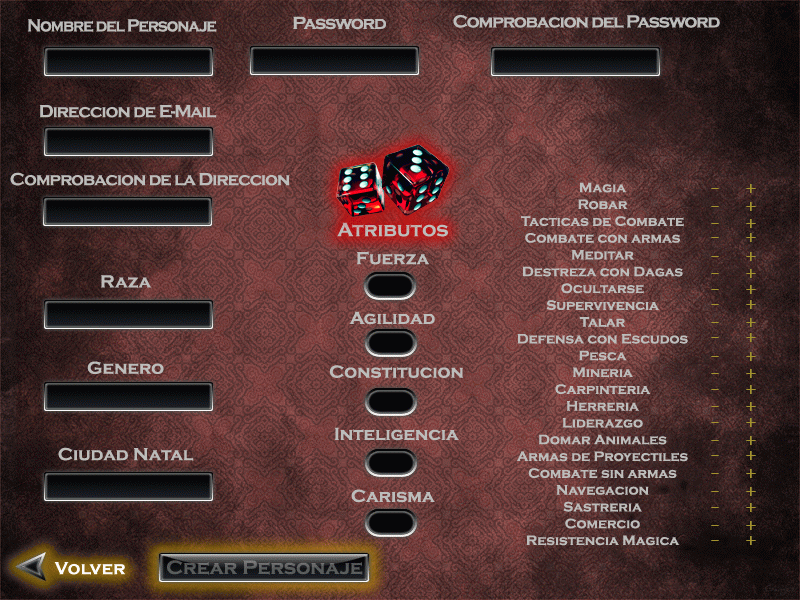 Nombre del Personaje
Password
Comprobacion del Password
Direccion de E-Mail
Comprobacion de la Direccion
Raza
Genero
Ciudad Natal
Atributos
Fuerza
Agilidad
Constitucion
Inteligencia
Carisma
Magia - +
Robar - +
Tacticas de Combate - +
Combate con armas - +
Meditar - +
Destreza con Dagas - +
Ocultarse - +
Supervivencia - +
Talar - +
Defensa con Escudos - +
Pesca - +
Mineria - +
Carpinteria - +
Herreria - +
Liderazgo - +
Domar Animales - +
Armas de Proyectiles - +
Combate sin armas - +
Navegacion - +
Sastreria - +
Comercio - +
Resistencia Magica - +
Volver
Crear Personaje